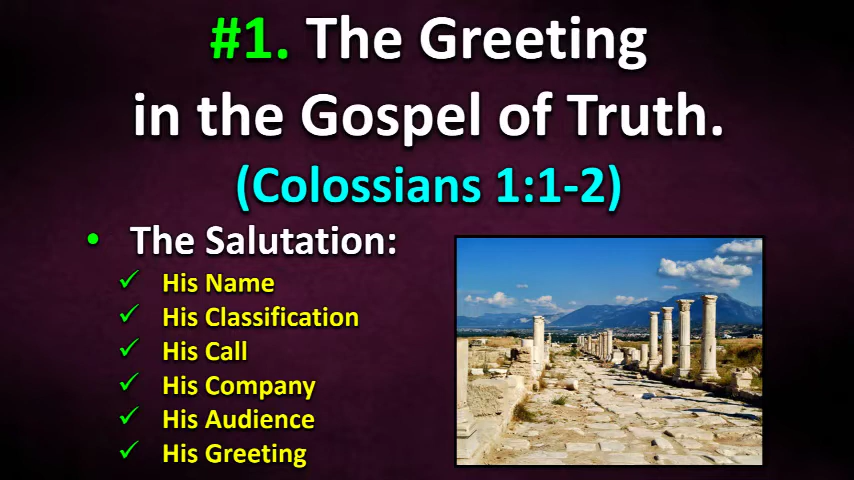 #1. The Greeting
in the Gospel of Truth.
(Colossians 1:1-2)
• The Salutation:
✓ His Name
✓ His Classification
✓ His Call
✓ His Company
✓ His Audience
✓ His Greeting